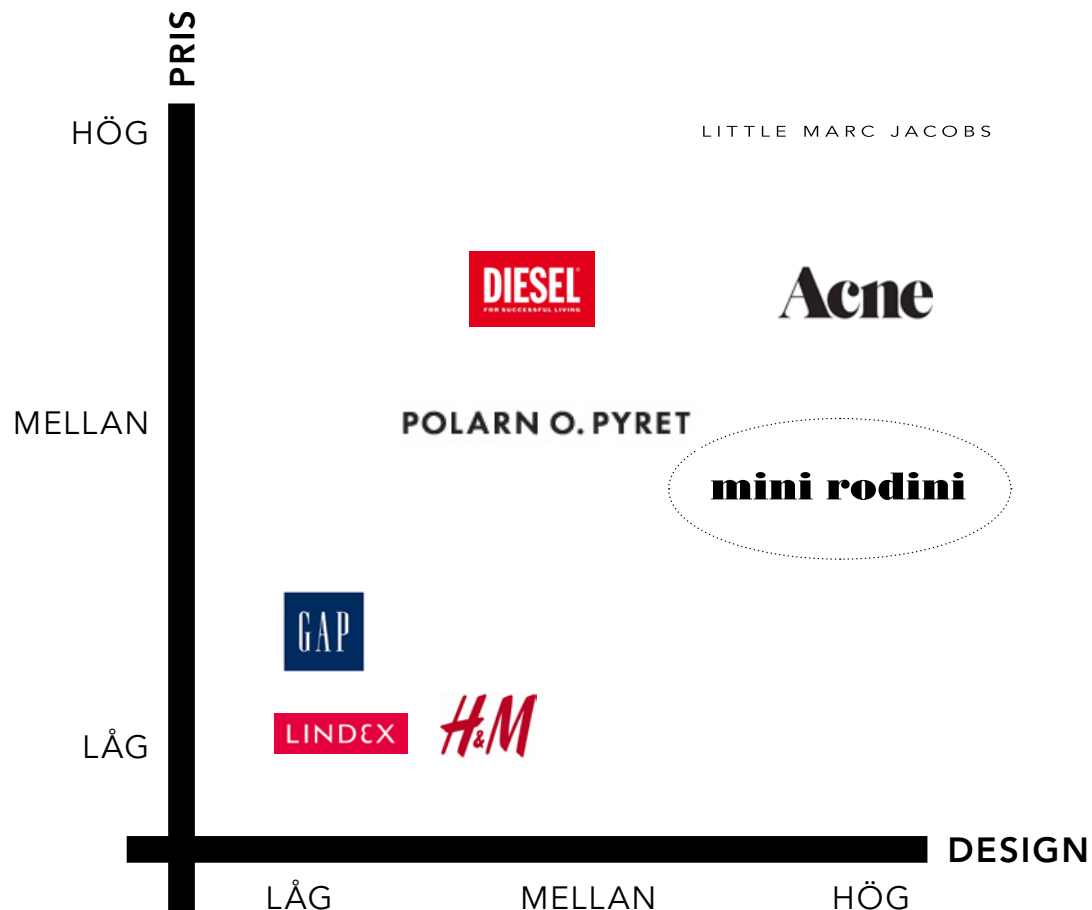 PRIS
HÖG
LITTLE MARC JACOBS
DIESEL
FOR SUCCESSFUL LIVING
Acne
MELLAN
POLARN O. PYRET
mini rodini
GAP
LINDEX
H&M
LÅG
DESIGN
LÅG MELLAN HÖG